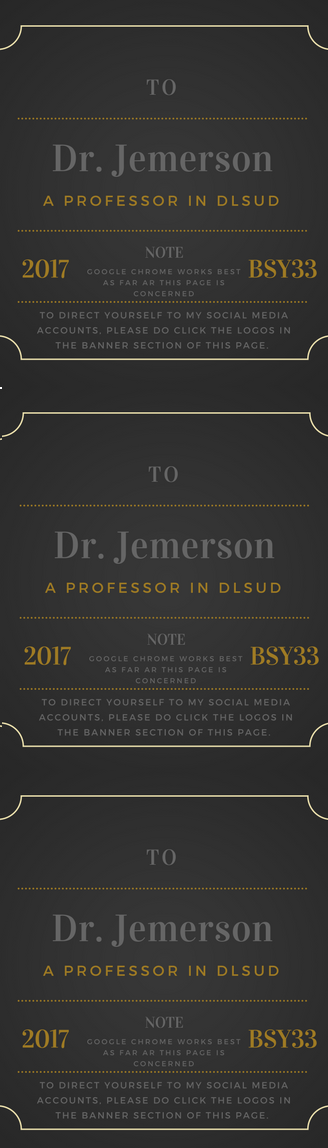 TO
Dr. Jemerson
A PROFESSOR IN DLSUD
NOTE
2017
GOOGLE CHROME WORKS BEST
AS FAR AR THIS PAGE IS
CONCERNED
BSY33
TO DIRECT YOURSELF TO MY SOCIAL MEDIA
ACCOUNTS, PLEASE DO CLICK THE LOGOS IN
THE BANNER SECTION OF THIS PAGE.
TO
Dr. Jemerson
A PROFESSOR IN DLSUD
NOTE
2017
GOOGLE CHROME WORKS BEST
AS FAR AR THIS PAGE IS
CONCERNED
BSY33
TO DIRECT YOURSELF TO MY SOCIAL MEDIA
ACCOUNTS, PLEASE DO CLICK THE LOGOS IN
THE BANNER SECTION OF THIS PAGE.
TO
Dr. Jemerson
A PROFESSOR IN DLSUD
NOTE
2017
GOOGLE CHROME WORKS BEST
AS FAR AR THIS PAGE IS
CONCERNED
BSY33
TO DIRECT YOURSELF TO MY SOCIAL MEDIA
ACCOUNTS, PLEASE DO CLICK THE LOGOS IN
THE BANNER SECTION OF THIS PAGE.